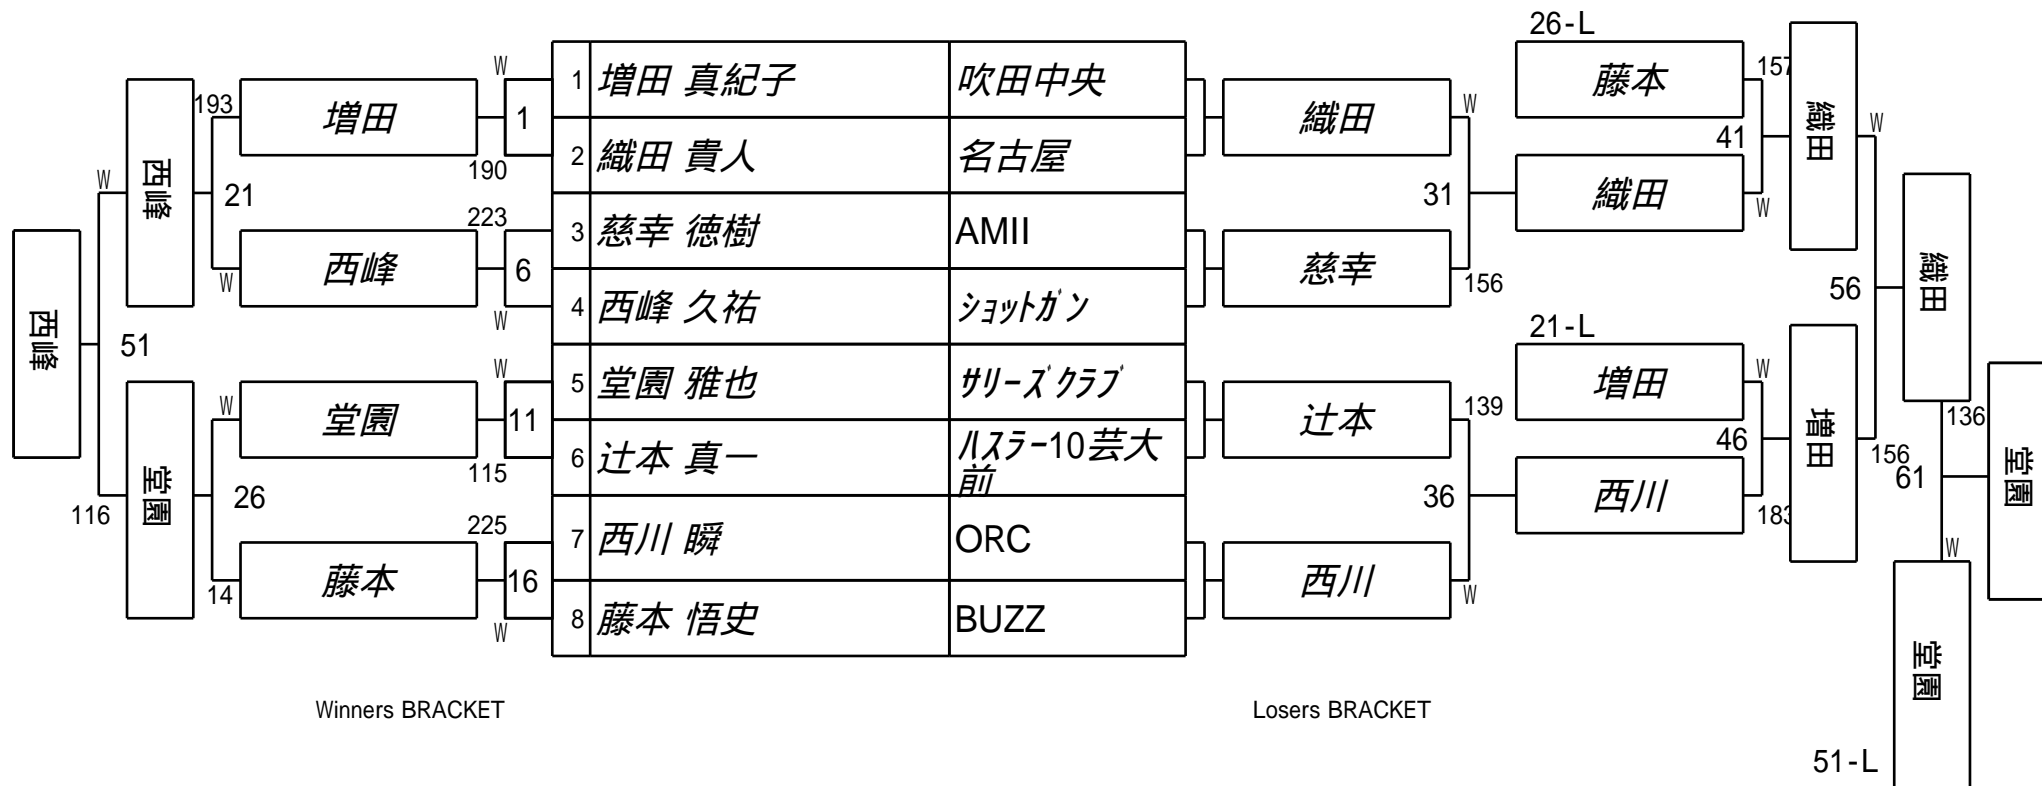 26-L
W
1 増田 真紀子 吹田中央
藤本
157
193
増田
1
織田
W
織田
W
2 織田 貴人 名古屋
41
190
西峰
W
21
31
織田
W
223
3 慈幸 徳樹 AMII
西峰
6
慈幸
織田
W
156
56
4 西峰 久祐 ショットガン
W
西峰
51
21-L
W
5 堂園 雅也 サリーズクラブ
増田
W
W
堂園
11
辻本
139
136
115
6 辻本 真一 ハスラー10芸大
前
46
増田
156
堂園
26
36
西川
183
61
堂園
116
225
7 西川 瞬 ORC
W
藤本
16
西川
W
14
8 藤本 悟史 BUZZ
W
堂園
Winners BRACKET
Losers BRACKET
51-L